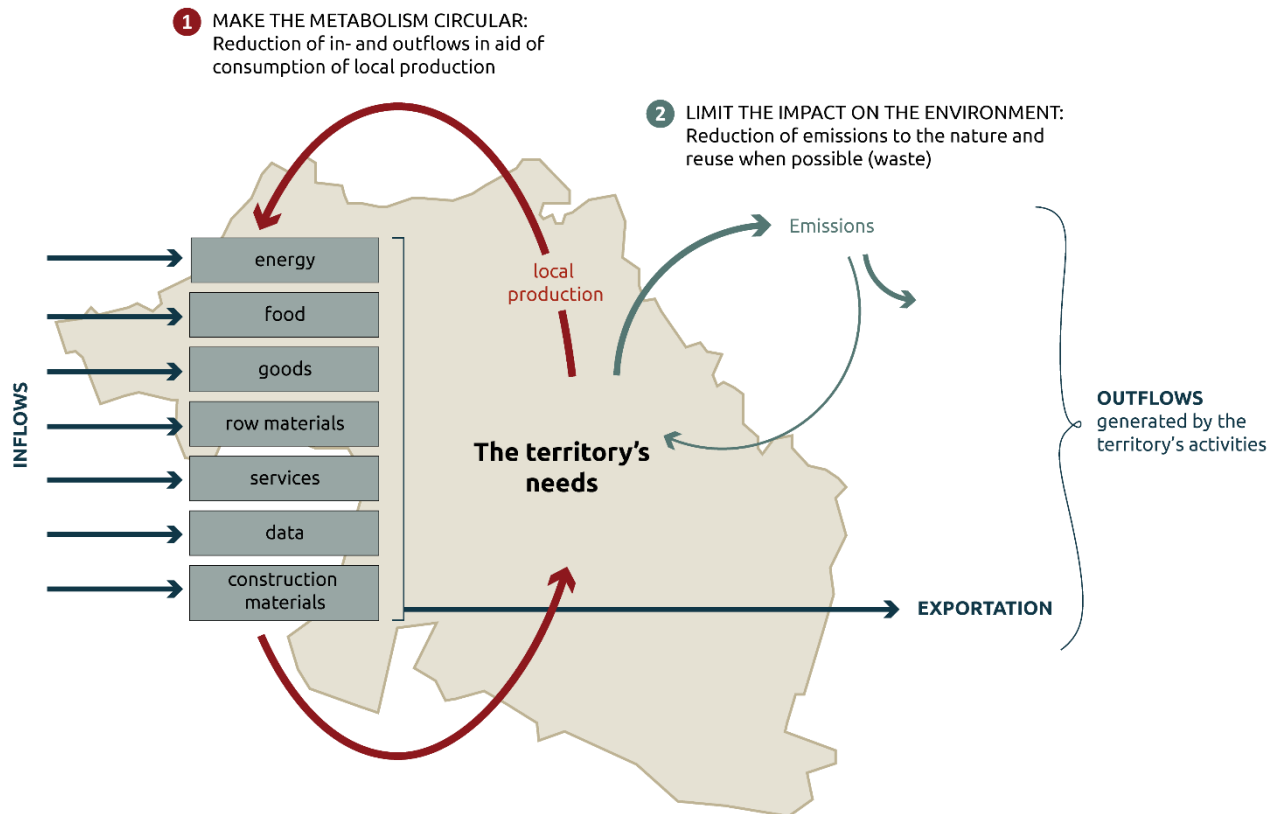 1 MAKE THE METABOLISM CIRCULAR:
Reduction of in- and outflows in aid of
consumption of local production
2 LIMIT THE IMPACT ON THE ENVIRONMENT:
Reduction of emissions to the nature and
reuse when possible (waste)
INFLOWS
energy
food
goods
row materials
services
data
construction
materials
local
production
The territory's
needs
Emissions
EXPORTATION
OUTFLOWS
generated by the
territory's activities